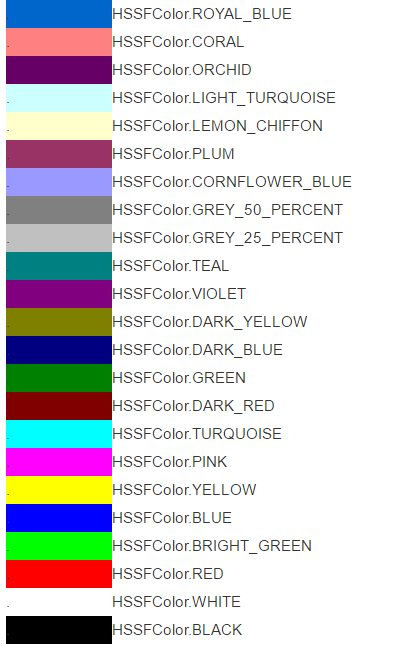 HSSFColor.ROYAL_BLUE
HSSFColor.CORAL
HSSFColor.ORCHID
HSSFColor.LIGHT_TURQUOISE
HSSFColor.LEMON_CHIFFON
HSSFColor.PLUM
HSSFColor.CORNFLOWER_BLUE
HSSFColor.GREY_50_PERCENT
HSSFColor.GREY_25_PERCENT
HSSFColor.TEAL
HSSFColor.VIOLET
HSSFColor.DARK_YELLOW
HSSFColor.DARK_BLUE
HSSFColor.GREEN
HSSFColor.DARK_RED
HSSFColor.TURQUOISE
HSSFColor.PINK
HSSFColor.YELLOW
HSSFColor.BLUE
HSSFColor.BRIGHT_GREEN
HSSFColor.RED
HSSFColor.WHITE
HSSFColor.BLACK